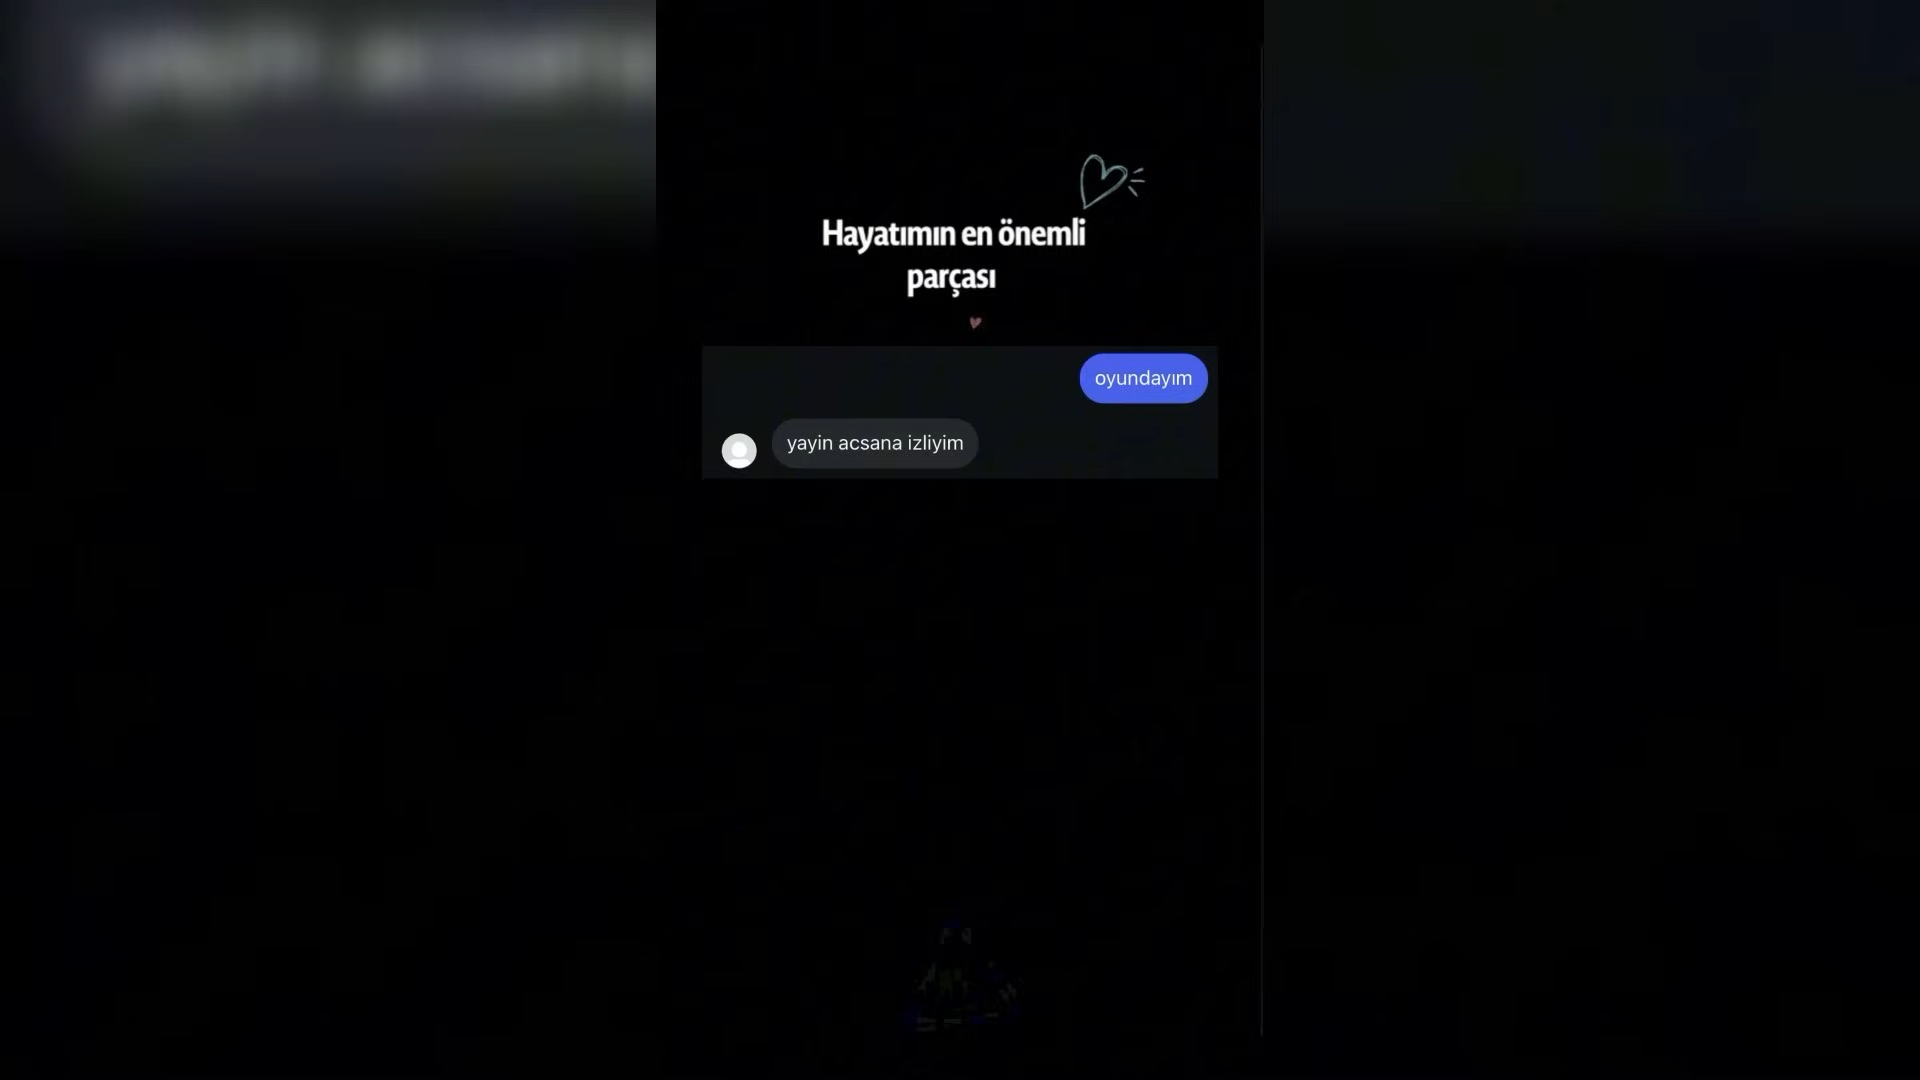 Hayatımın en önemli
parçası
oyundayım
yayin acsana izliyim